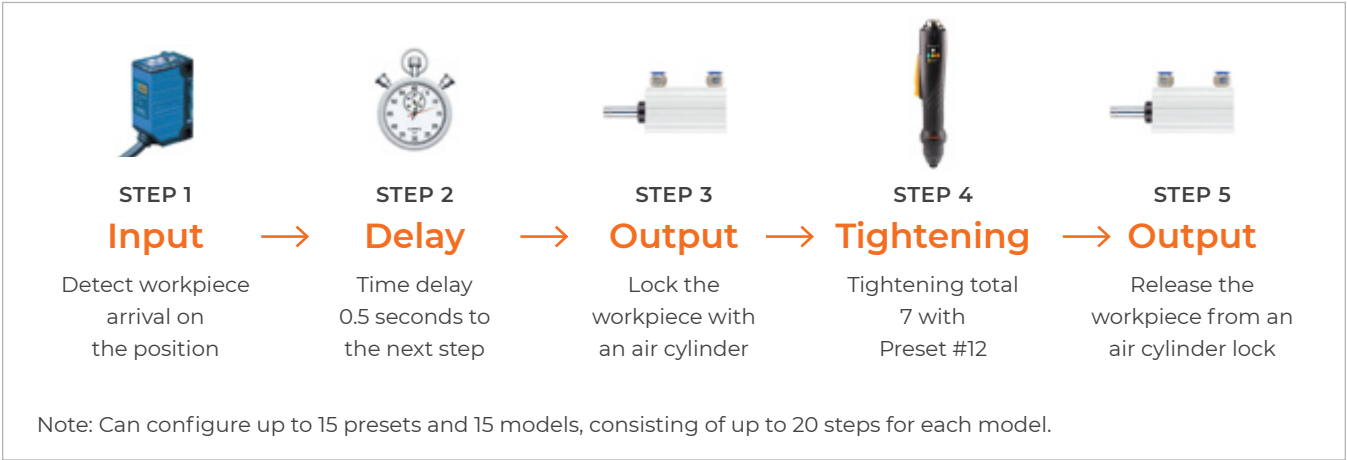 STEP 1
Input
Detect workpiece
arrival on
the position
STEP 2
Delay
Time delay
0.5 seconds to
the next step
STEP 3
Output
Lock the
workpiece with
an air cylinder
STEP 4
Tightening
Tightening total
7 with
Preset #12
STEP 5
Output
Release the
workpiece from an
air cylinder lock
Note: Can configure up to 15 presets and 15 models, consisting of up to 20 steps for each model.